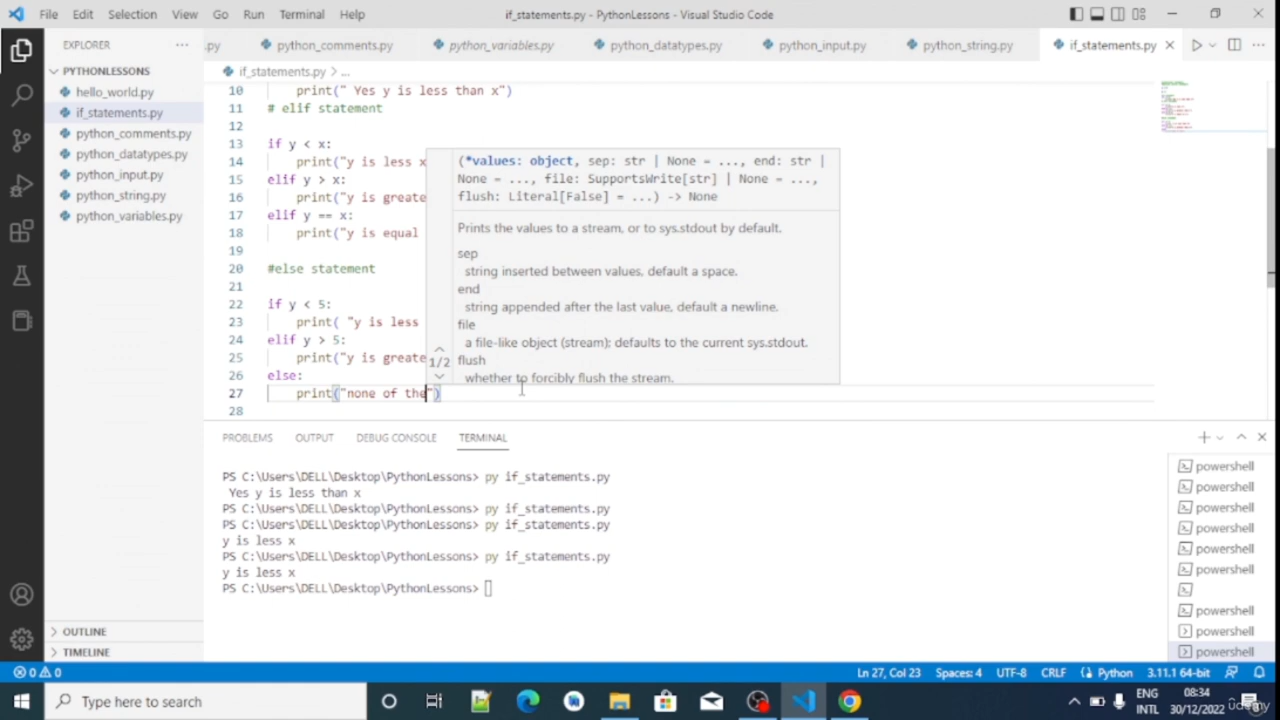 File Edit Selection View Go Run Terminal Help if_statements.py - PythonLessons - Visual Studio Code
EXPLORER .py python_comments.py python_variables.py python_datatypes.py python_input.py python_string.py if_statements.py
PYTHONLESSONS
hello_world.py
if_statements.py
python_comments.py
python_datatypes.py
python_input.py
python_string.py
python_variables.py
OUTLINE
TIMELINE
if_statements.py > ...
10 print(" Yes y is less than x")
11 # elif statement
12
13 if y < x:
14 print("y is less x
15 elif y > x:
16 print("y is greate
17 elif y == x:
18 print("y is equal
19
20 #else statement
21
22 if y < 5:
23 print( "y is less
24 elif y > 5:
25 print("y is greate
26 else:
27 print("none of the")
28
(*values: object, sep: str | None = ..., end: str |
None = ..., file: SupportsWrite[str] | None = ...,
flush: Literal[False] = ...) -> None
Prints the values to a stream, or to sys.stdout by default.
sep
string inserted between values, default a space.
end
string appended after the last value, default a newline.
file
a file-like object (stream); defaults to the current sys.stdout.
flush
whether to forcibly flush the stream.
1/2
PROBLEMS OUTPUT DEBUG CONSOLE TERMINAL
PS C:\Users\DELL\Desktop\PythonLessons> py if_statements.py
Yes y is less than x
PS C:\Users\DELL\Desktop\PythonLessons> py if_statements.py
PS C:\Users\DELL\Desktop\PythonLessons> py if_statements.py
y is less x
PS C:\Users\DELL\Desktop\PythonLessons> py if_statements.py
y is less x
PS C:\Users\DELL\Desktop\PythonLessons>
powershell
powershell
powershell
powershell
powershell
powershell
powershell
powershell
powershell
0 0 Ln 27, Col 23 Spaces: 4 UTF-8 CRLF Python 3.11.1 64-bit
Type here to search
ENG
INTL
08:34
30/12/2022
udemy